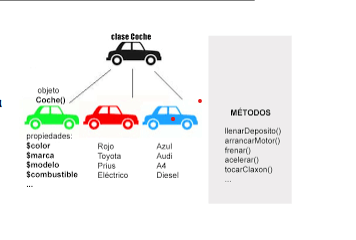 clase Coche
objeto
Coche()
propiedades:
$color Rojo Azul
$marca Toyota Audi
$modelo Prius A4
$combustible Eléctrico Diesel
...
MÉTODOS
llenarDeposito()
arrancarMotor()
frenar()
acelerar()
tocarClaxon()
...